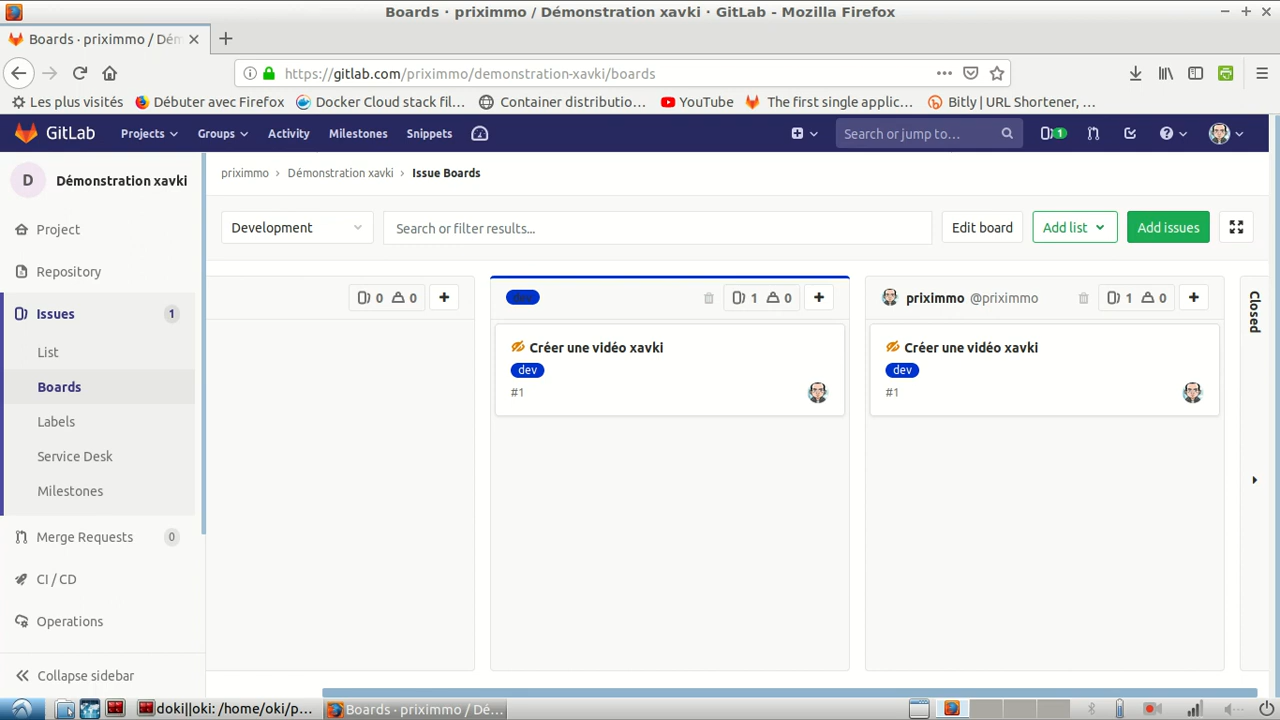 Boards · priximmo / Démonstration xavki · GitLab - Mozilla Firefox
Boards · priximmo / Dém
https://gitlab.com/priximmo/demonstration-xavki/boards
Les plus visités Débuter avec Firefox Docker Cloud stack fil... Container distributio... YouTube The first single applic... Bitly | URL Shortener, ...
GitLab Projects Groups Activity Milestones Snippets Search or jump to... 1
D Démonstration xavki
priximmo › Démonstration xavki › Issue Boards
Project
Development Search or filter results... Edit board Add list Add issues
Repository
Issues 1
List
Boards
Labels
Service Desk
Milestones
Merge Requests 0
CI / CD
Operations
Collapse sidebar
0 0 +
dev 1 0 +
Créer une vidéo xavki
dev
#1
priximmo @priximmo 1 0 +
Créer une vidéo xavki
dev
#1
Closed
doki||oki: /home/oki/p... Boards · priximmo / Dé...